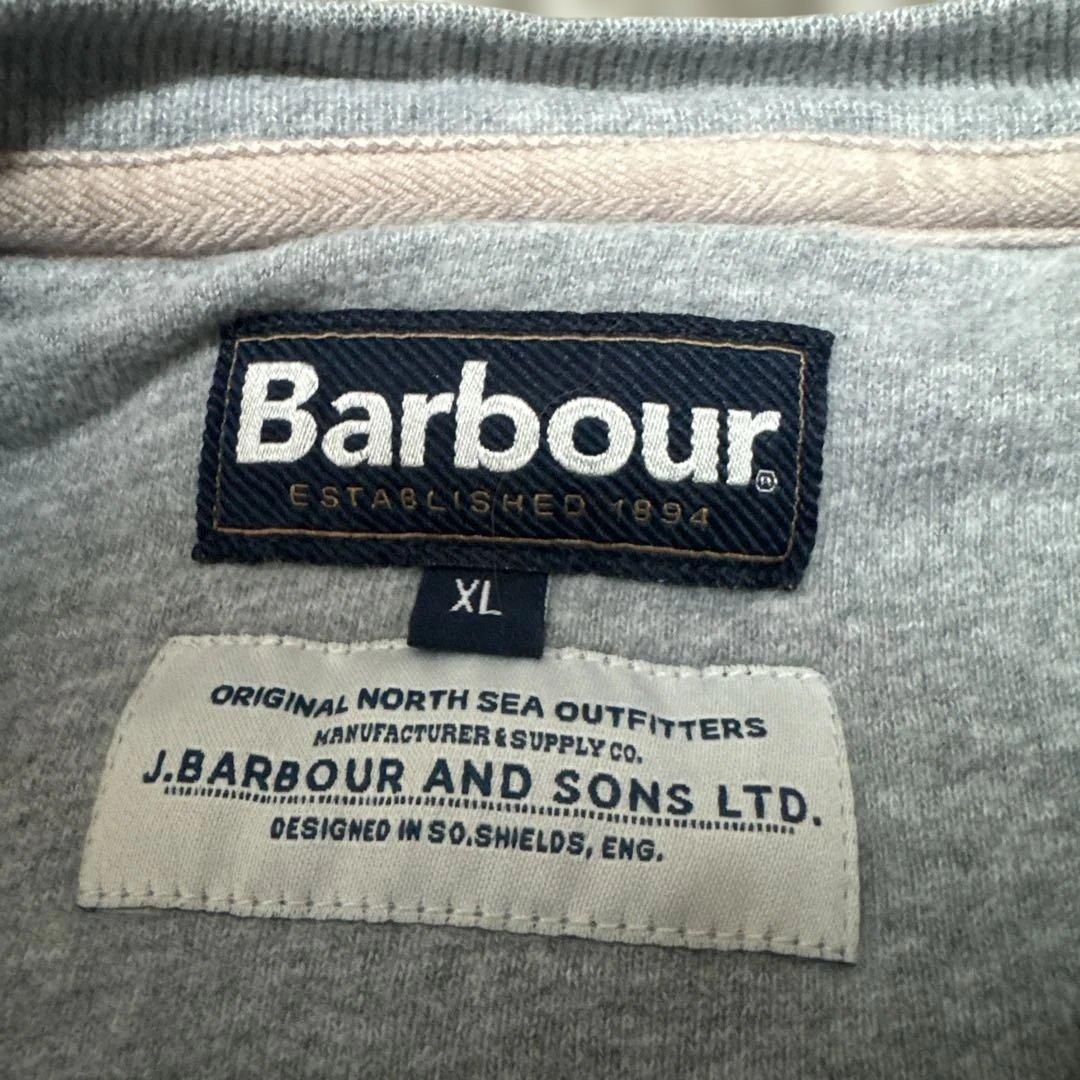 Barbour®
ESTABLISHED 1894
XL
ORIGINAL NORTH SEA OUTFITTERS
MANUFACTURER & SUPPLY CO.
J.BARBOUR AND SONS LTD.
DESIGNED IN SO.SHIELDS, ENG.